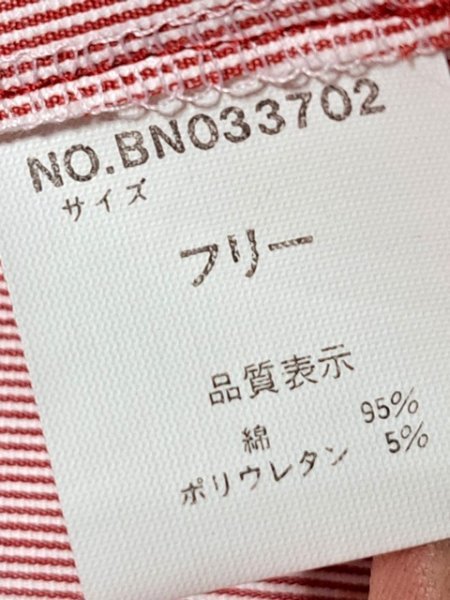 NO.BN033702
サイズ
フリー
品質表示
綿 95%
ポリウレタン 5%